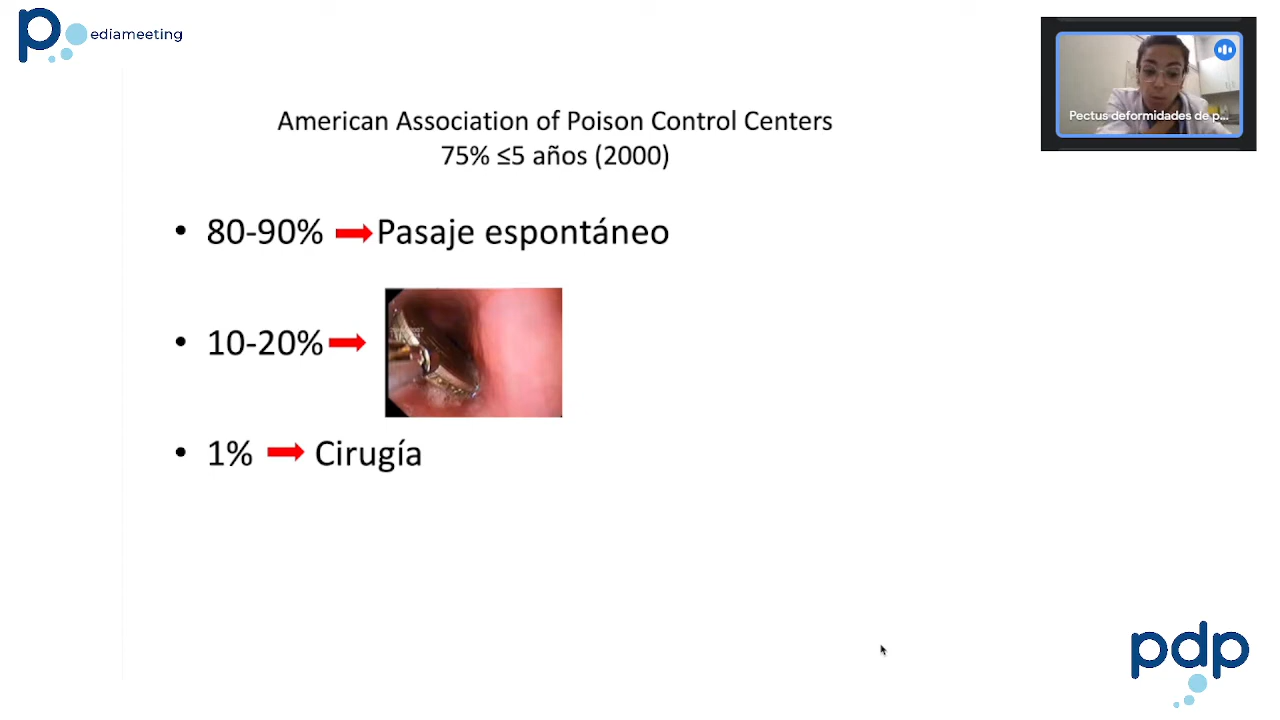 pediameeting
Pectus deformidades de p...
American Association of Poison Control Centers
75% ≤5 años (2000)
• 80-90% Pasaje espontáneo
• 10-20%
• 1% Cirugía
pdp